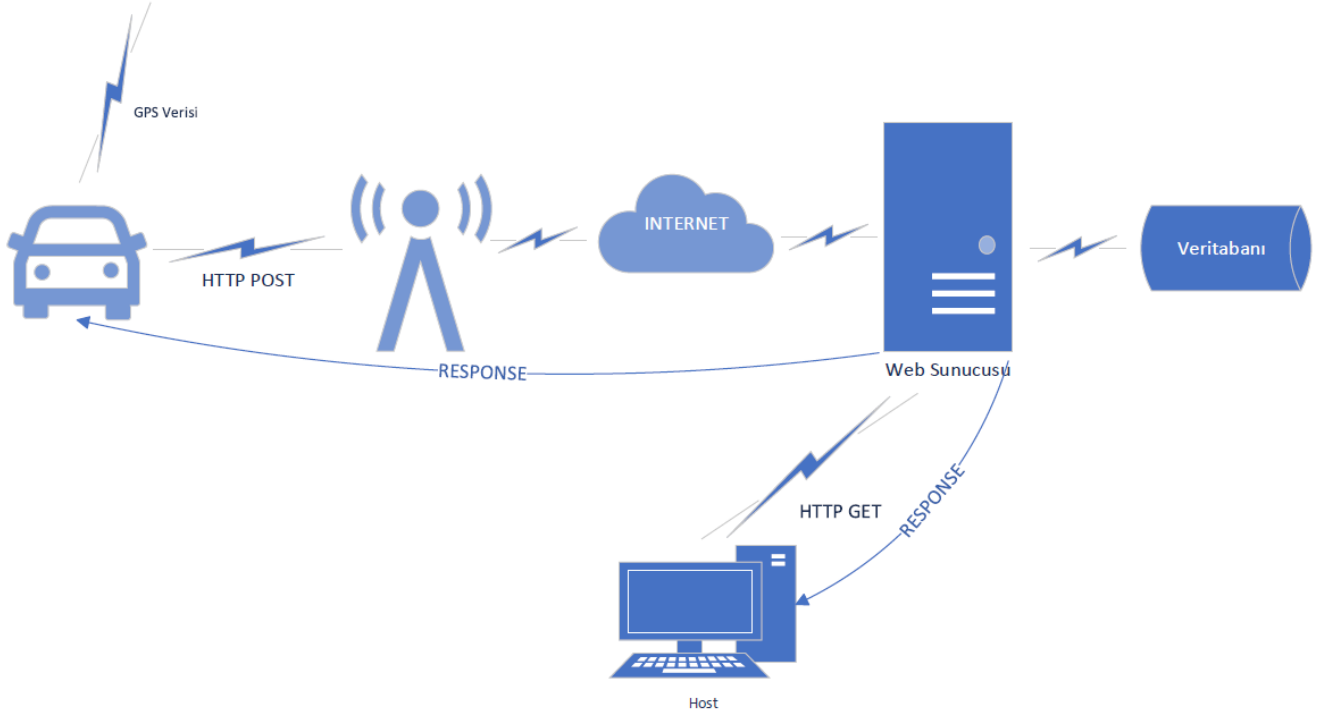 GPS Verisi
INTERNET
Veritabanı
HTTP POST
RESPONSE
Web Sunucusu
RESPONSE
HTTP GET
Host